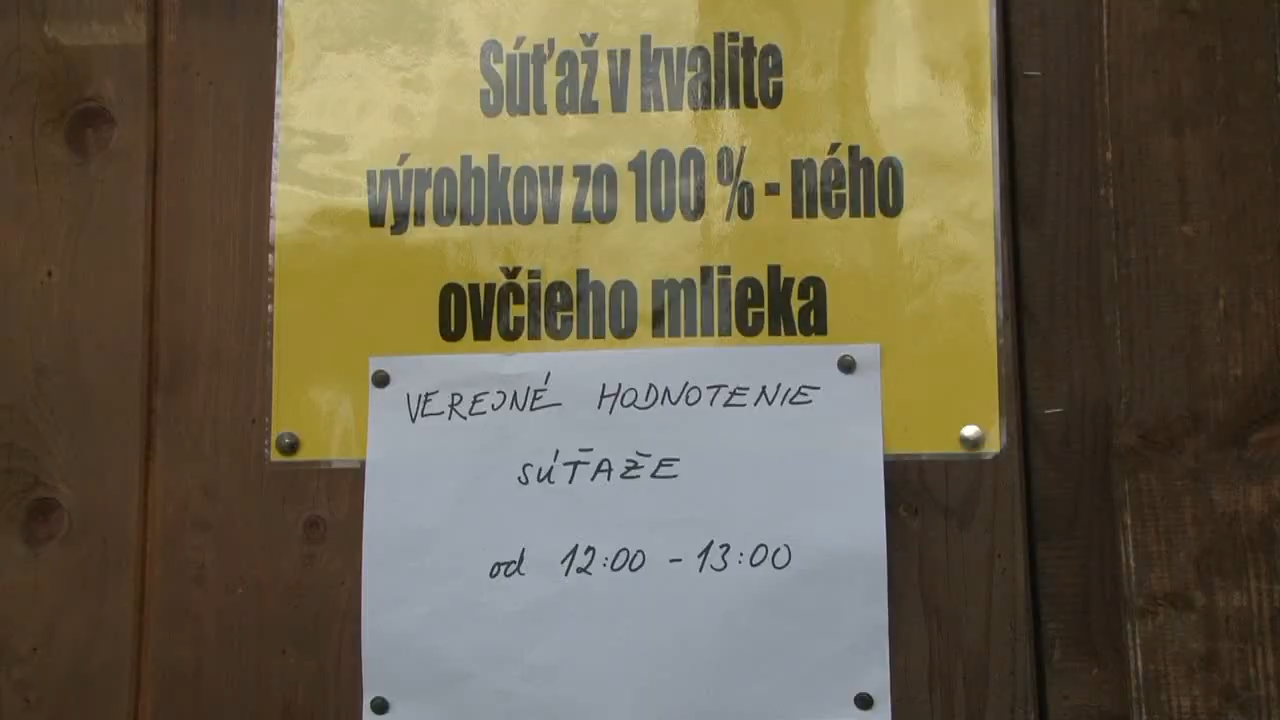 Súťaž v kvalite
výrobkov zo 100 % - ného
ovčieho mlieka
VEREJNÉ HODNOTENIE
SÚŤAŽE
od 12:00 - 13:00